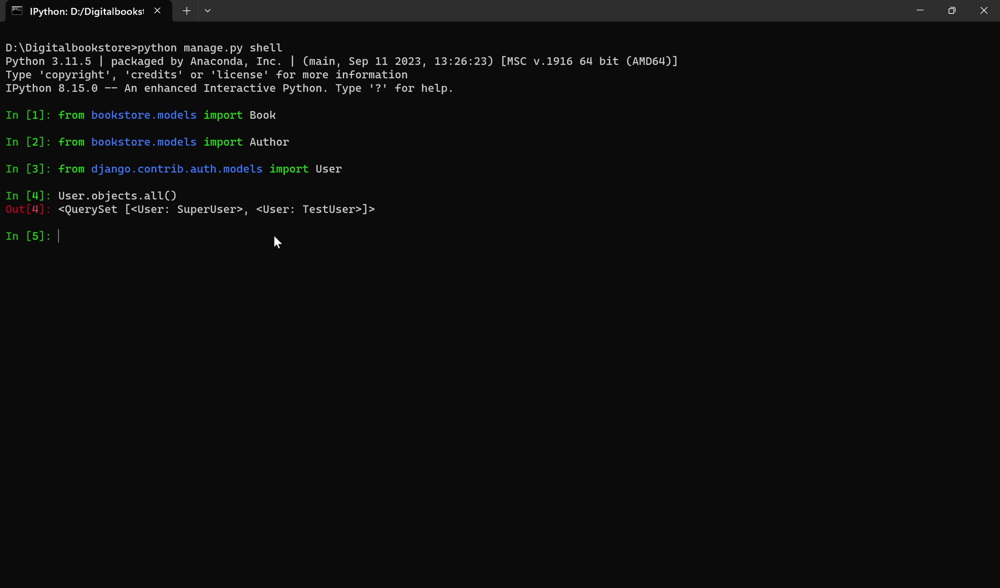 IPython: D:/Digitalbookst
D:\Digitalbookstore>python manage.py shell
Python 3.11.5 | packaged by Anaconda, Inc. | (main, Sep 11 2023, 13:26:23) [MSC v.1916 64 bit (AMD64)]
Type 'copyright', 'credits' or 'license' for more information
IPython 8.15.0 -- An enhanced Interactive Python. Type '?' for help.
In [1]: from bookstore.models import Book
In [2]: from bookstore.models import Author
In [3]: from django.contrib.auth.models import User
In [4]: User.objects.all()
Out[4]: <QuerySet [<User: SuperUser>, <User: TestUser>]>
In [5]: